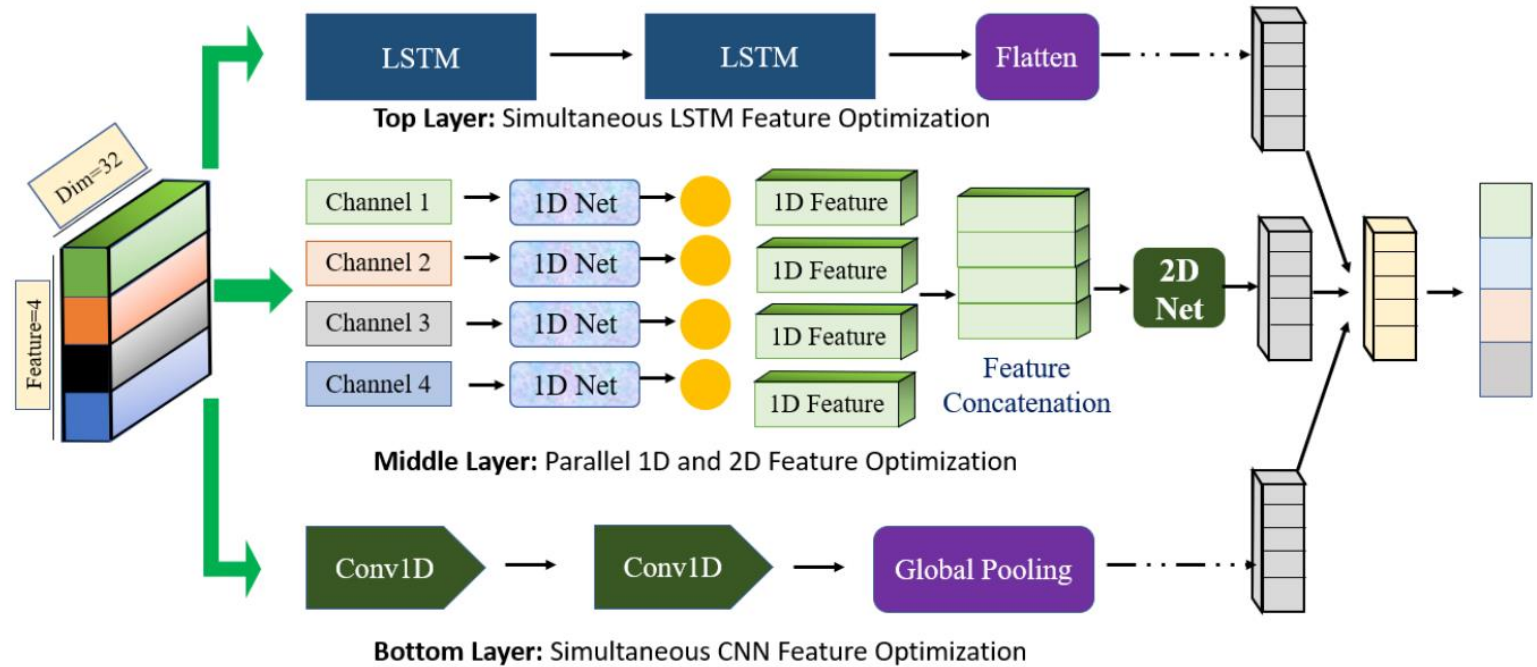 LSTM
LSTM
Flatten
Top Layer: Simultaneous LSTM Feature Optimization
Dim=32
Feature=4
Channel 1
1D Net
1D Feature
Channel 2
1D Net
1D Feature
Channel 3
1D Net
1D Feature
Channel 4
1D Net
1D Feature
Feature
Concatenation
2D
Net
Middle Layer: Parallel 1D and 2D Feature Optimization
Conv1D
Conv1D
Global Pooling
Bottom Layer: Simultaneous CNN Feature Optimization